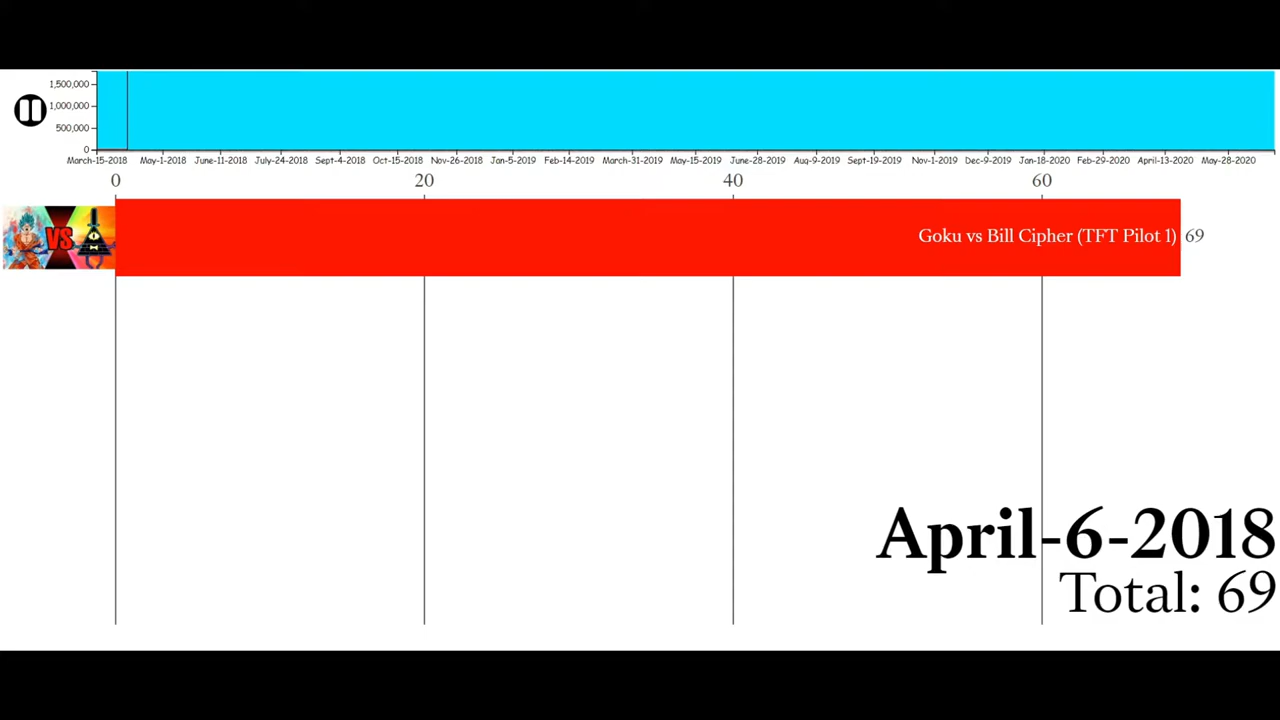 1,500,000
1,000,000
500,000
0
March-15-2018 May-1-2018 June-11-2018 July-24-2018 Sept-4-2018 Oct-15-2018 Nov-26-2018 Jan-5-2019 Feb-14-2019 March-31-2019 May-15-2019 June-28-2019 Aug-9-2019 Sept-19-2019 Nov-1-2019 Dec-9-2019 Jan-18-2020 Feb-29-2020 April-13-2020 May-28-2020
0 20 40 60
VS Goku vs Bill Cipher (TFT Pilot 1) 69
April-6-2018
Total: 69